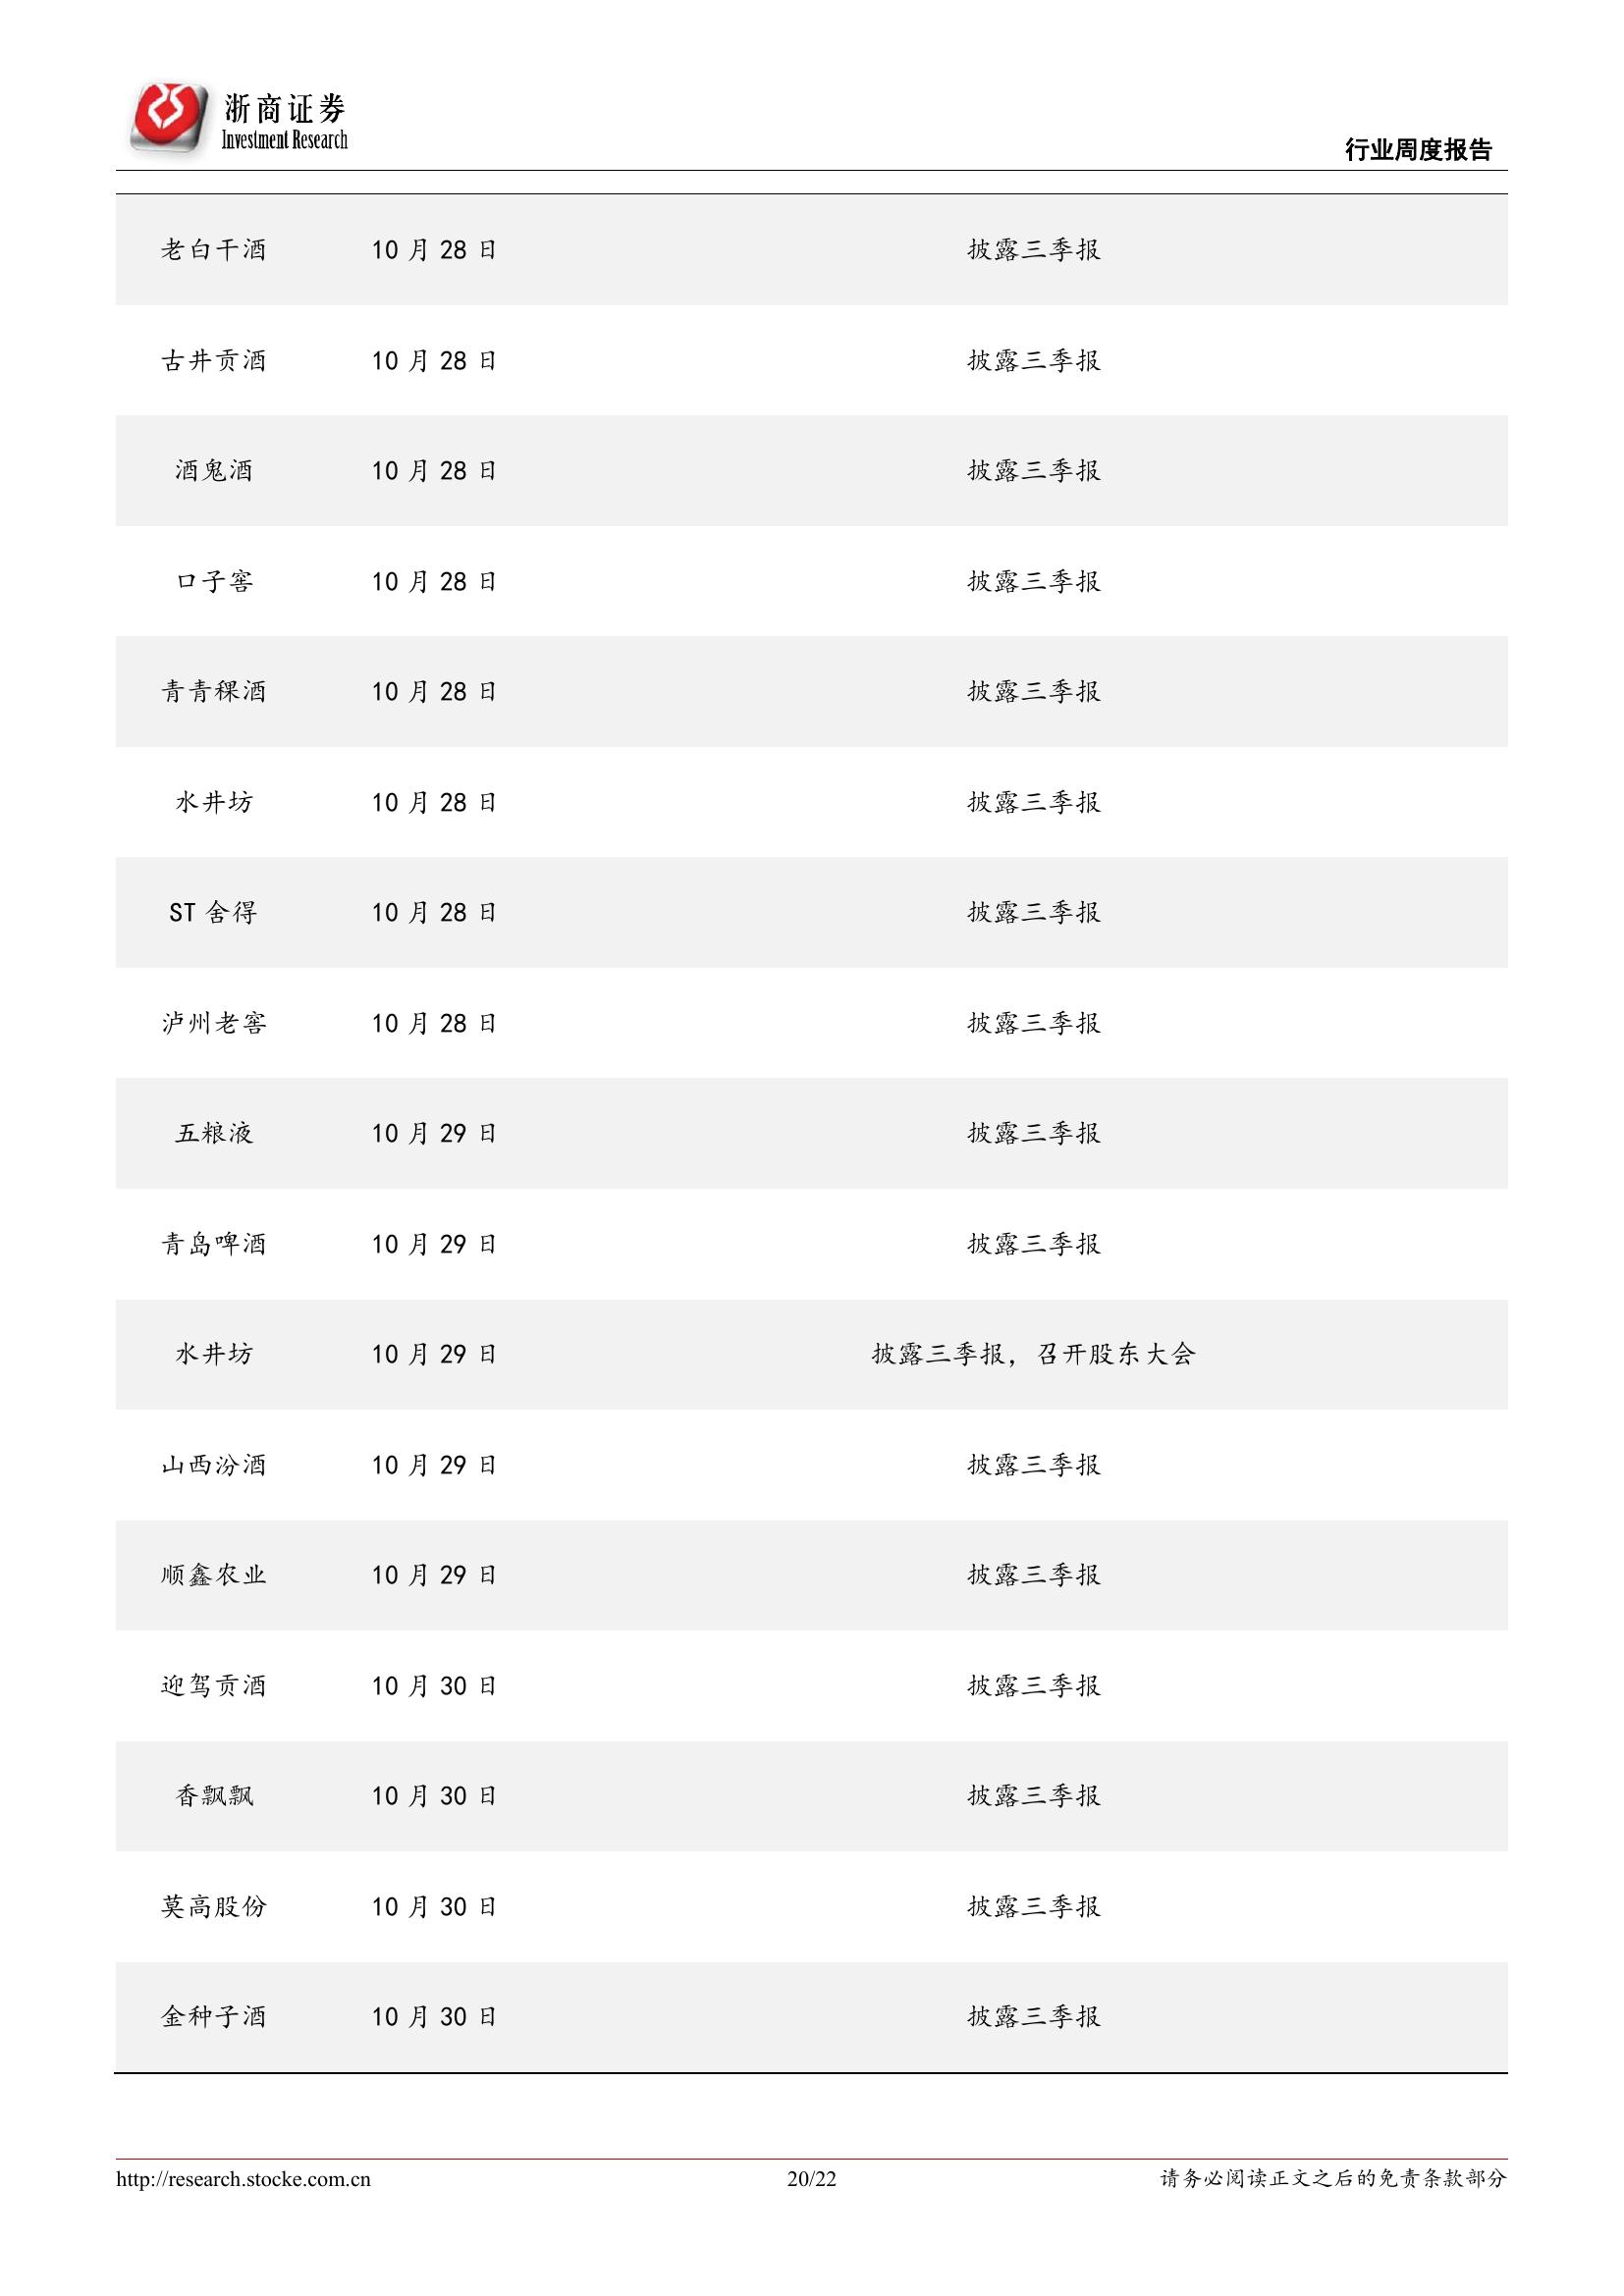 浙商证券
Investment Research
行业周度报告
老白干酒 10 月 28 日 披露三季报
古井贡酒 10 月 28 日 披露三季报
酒鬼酒 10 月 28 日 披露三季报
口子窖 10 月 28 日 披露三季报
青青稞酒 10 月 28 日 披露三季报
水井坊 10 月 28 日 披露三季报
ST 舍得 10 月 28 日 披露三季报
泸州老窖 10 月 28 日 披露三季报
五粮液 10 月 29 日 披露三季报
青岛啤酒 10 月 29 日 披露三季报
水井坊 10 月 29 日 披露三季报，召开股东大会
山西汾酒 10 月 29 日 披露三季报
顺鑫农业 10 月 29 日 披露三季报
迎驾贡酒 10 月 30 日 披露三季报
香飘飘 10 月 30 日 披露三季报
莫高股份 10 月 30 日 披露三季报
金种子酒 10 月 30 日 披露三季报
http://research.stocke.com.cn 20/22 请务必阅读正文之后的免责条款部分